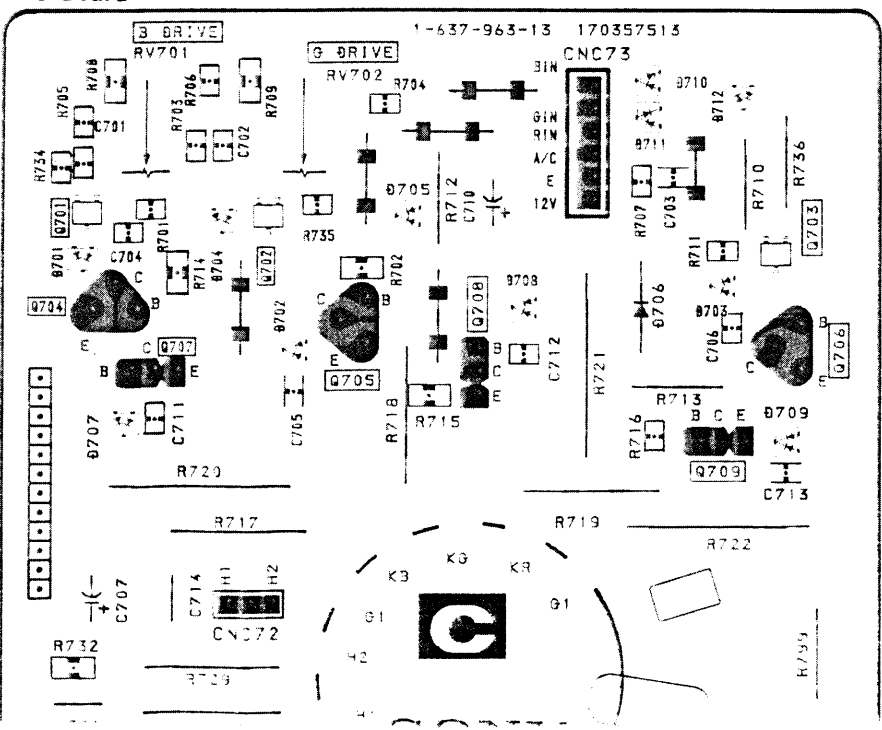 B DRIVE
RV701
G DRIVE
RV702
1-637-963-13 170357513
CNC73
BIN
GIN
RIN
A/C
E
12V
R708
R706
R709
R704
D710
D712
R705
C701
R703
C702
D711
R734
D705
R712
C710
R707
C703
R710
R736
Q701
R701
R735
Q703
D701
C704
R714
D704
Q702
R702
R711
C
Q704
B
E
D702
C
B
E
Q705
Q708
D708
D706
D703
C706
B
C
E
Q706
C
Q707
B
E
B
C
E
C712
R721
R713
D707
C711
C705
R718
R715
R716
B C E
D709
Q709
C713
R720
R717
R719
R722
KG
KB
KR
G1
G1
H2
C707
C714
H1
H2
CNC72
R732
R729
R799